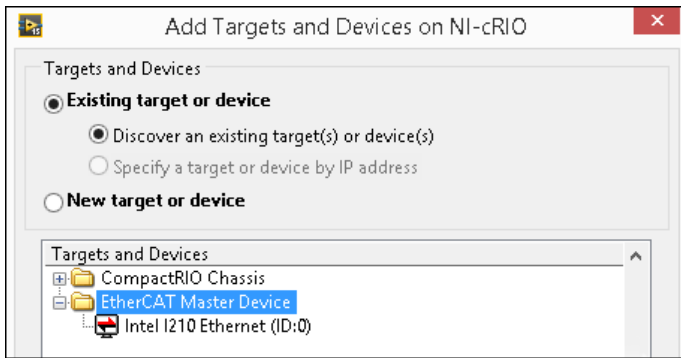 Add Targets and Devices on NI-cRIO
Targets and Devices
Existing target or device
Discover an existing target(s) or device(s)
Specify a target or device by IP address
New target or device
Targets and Devices
CompactRIO Chassis
EtherCAT Master Device
Intel I210 Ethernet (ID:0)